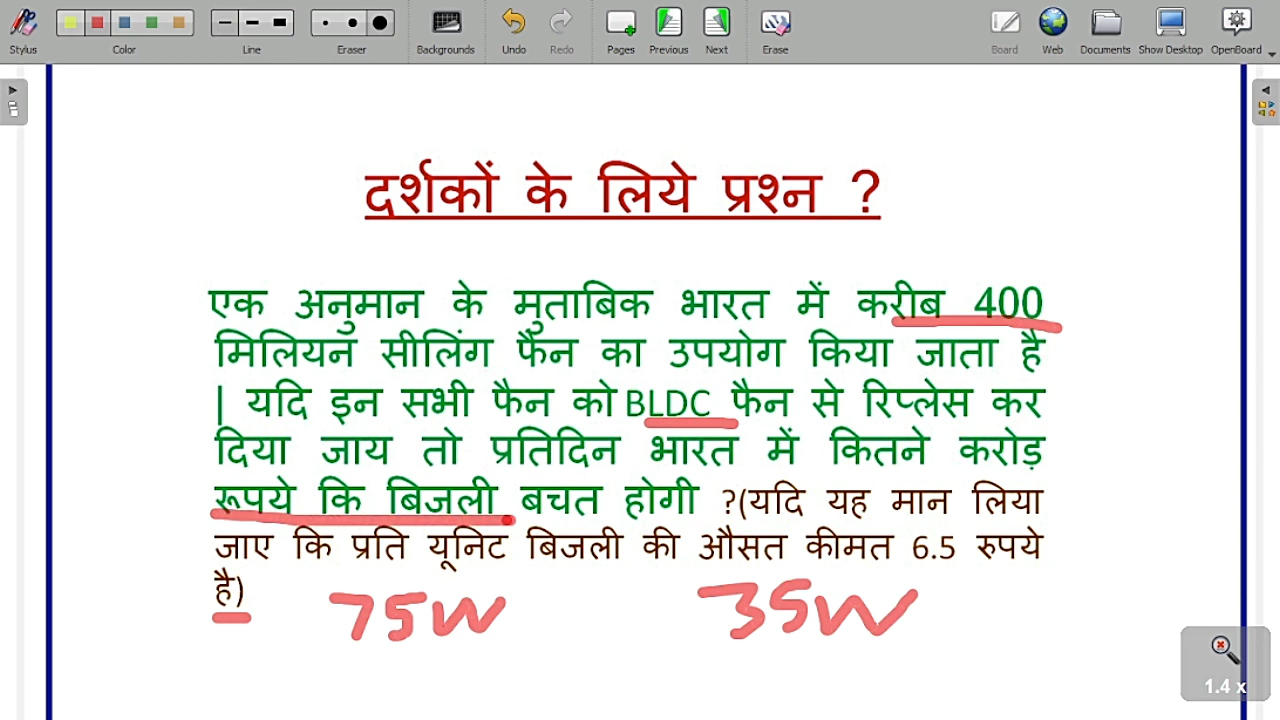 Stylus Color Line Eraser Backgrounds Undo Redo Pages Previous Next Erase Board Web Documents Show Desktop OpenBoard
दर्शकों के लिये प्रश्न ?
एक अनुमान के मुताबिक भारत में करीब 400
मिलियन सीलिंग फैन का उपयोग किया जाता है
| यदि इन सभी फैन को BLDC फैन से रिप्लेस कर
दिया जाय तो प्रतिदिन भारत में कितने करोड़
रूपये कि बिजली बचत होगी ?(यदि यह मान लिया
जाए कि प्रति यूनिट बिजली की औसत कीमत 6.5 रुपये
है)
75W 35W
1.4 x